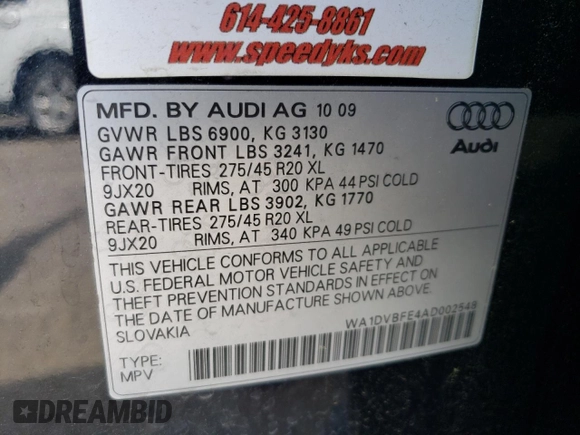 614-425-8861
www.speedyks.com
MFD. BY AUDI AG 10 09
GVWR LBS 6900, KG 3130
GAWR FRONT LBS 3241, KG 1470
FRONT-TIRES 275/45 R20 XL
9JX20 RIMS, AT 300 KPA 44 PSI COLD
GAWR REAR LBS 3902, KG 1770
REAR-TIRES 275/45 R20 XL
9JX20 RIMS, AT 340 KPA 49 PSI COLD
Audi
THIS VEHICLE CONFORMS TO ALL APPLICABLE
U.S. FEDERAL MOTOR VEHICLE SAFETY AND
THEFT PREVENTION STANDARDS IN EFFECT ON
THE DATE OF MANUFACTURE SHOWN ABOVE.
SLOVAKIA
WA1DVBFE4AD002548
TYPE:
MPV
DREAMBID